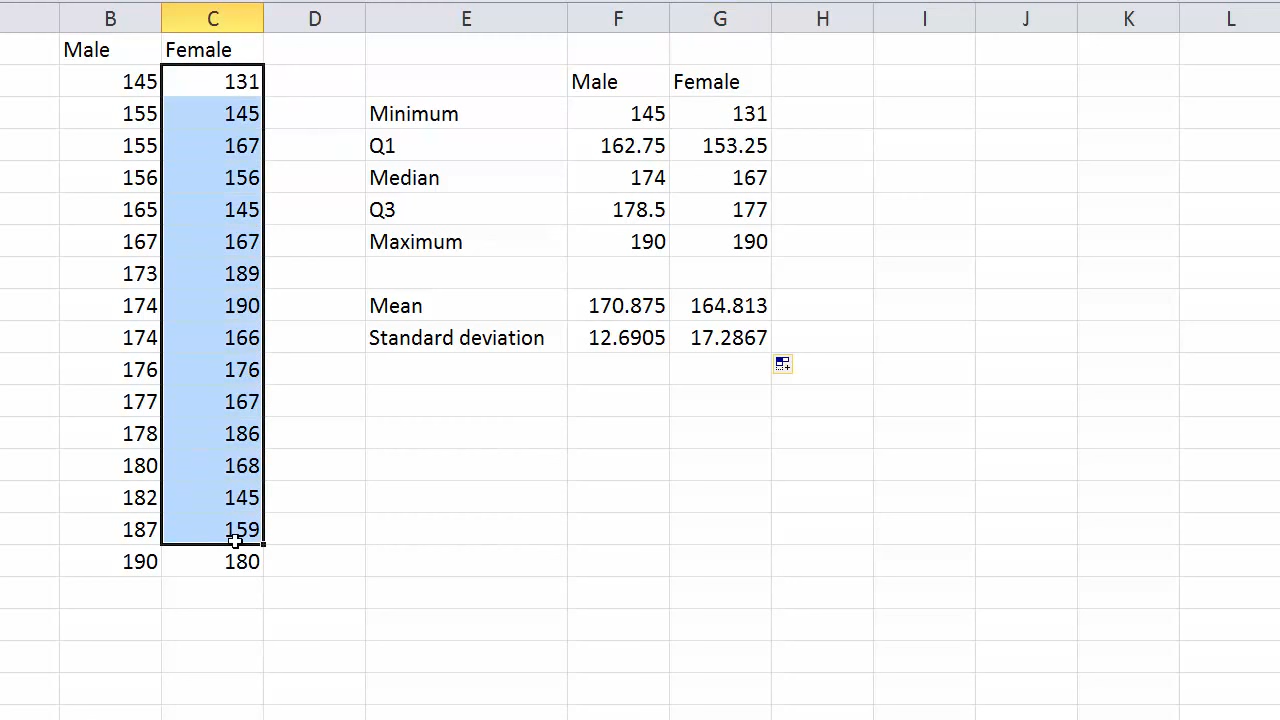 B C D E F G H I J K L
Male Female
145 131 Male Female
155 145 Minimum 145 131
155 167 Q1 162.75 153.25
156 156 Median 174 167
165 145 Q3 178.5 177
167 167 Maximum 190 190
173 189
174 190 Mean 170.875 164.813
174 166 Standard deviation 12.6905 17.2867
176 176
177 167
178 186
180 168
182 145
187 159
190 180